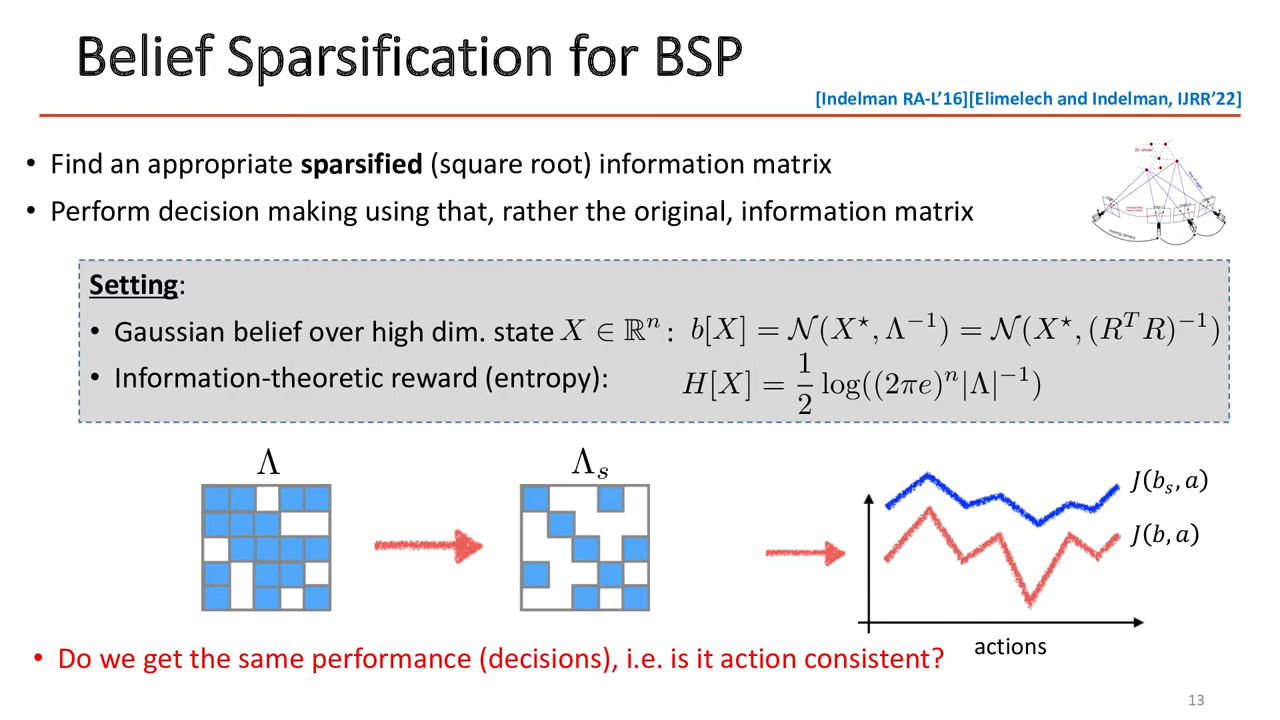 Belief Sparsification for BSP
[Indelman RA-L’16][Elimelech and Indelman, IJRR’22]
• Find an appropriate sparsified (square root) information matrix
• Perform decision making using that, rather the original, information matrix
Setting:
• Gaussian belief over high dim. state X ∈ ℝⁿ : b[X] = 𝒩(X⋆, Λ⁻¹) = 𝒩(X⋆, (RᵀR)⁻¹)
• Information-theoretic reward (entropy): H[X] = 1/2 log((2πe)ⁿ|Λ|⁻¹)
Λ
Λₛ
J(bₛ, a)
J(b, a)
actions
• Do we get the same performance (decisions), i.e. is it action consistent?
13